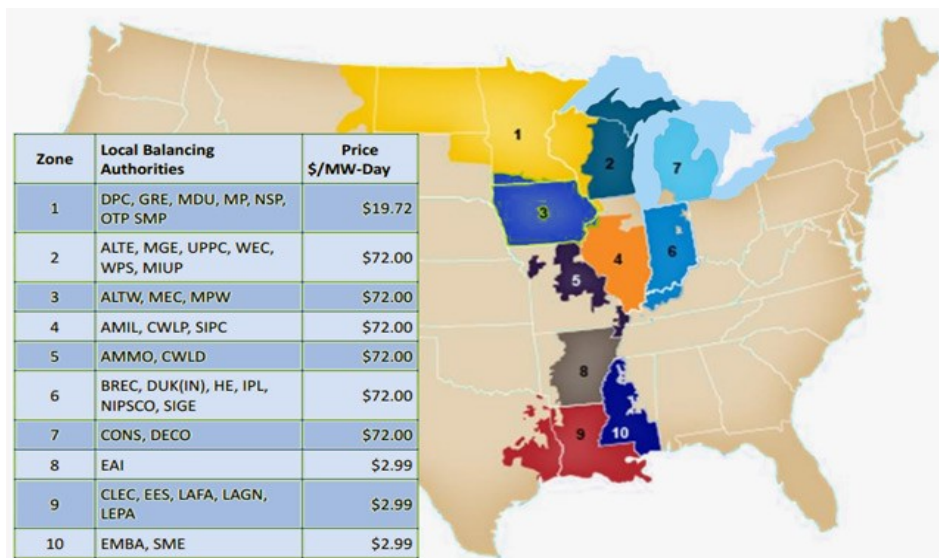 Zone
Local Balancing
Authorities
Price
$/MW-Day
1
DPC, GRE, MDU, MP, NSP,
OTP SMP
$19.72
2
ALTE, MGE, UPPC, WEC,
WPS, MIUP
$72.00
3
ALTW, MEC, MPW
$72.00
4
AMIL, CWLP, SIPC
$72.00
5
AMMO, CWLD
$72.00
6
BREC, DUK(IN), HE, IPL,
NIPSCO, SIGE
$72.00
7
CONS, DECO
$72.00
8
EAI
$2.99
9
CLEC, EES, LAFA, LAGN,
LEPA
$2.99
10
EMBA, SME
$2.99
1
2
7
3
4
6
5
8
9
10